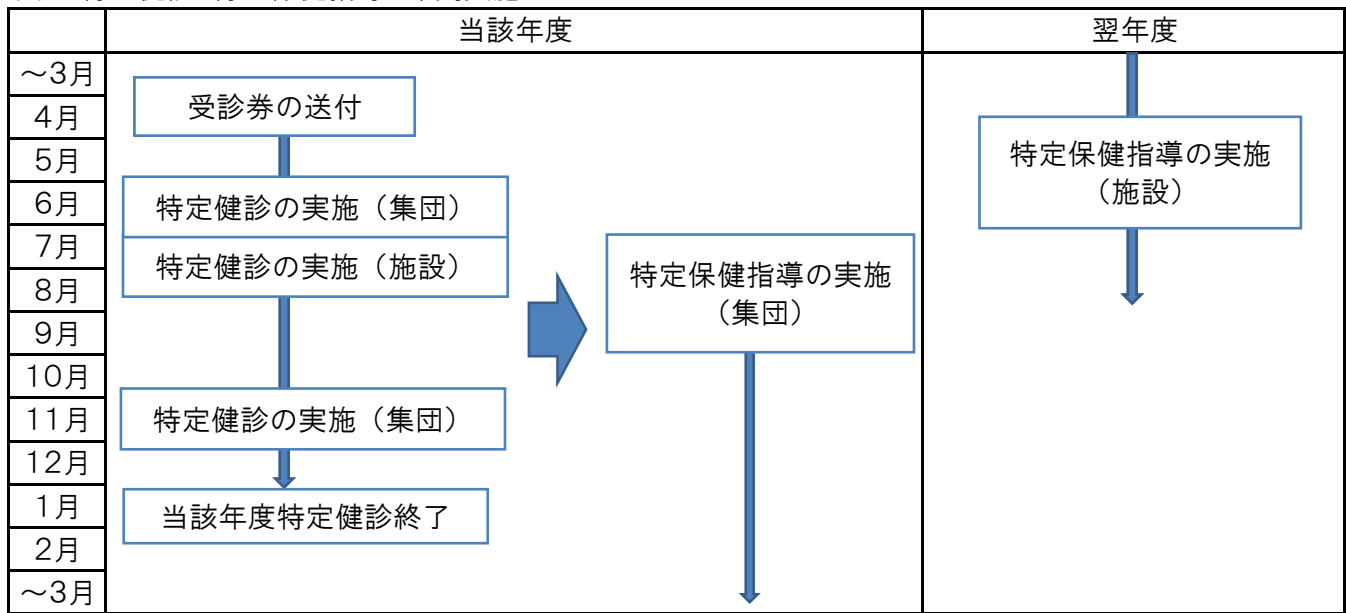 当該年度
翌年度
～3月
4月
5月
6月
7月
8月
9月
10月
11月
12月
1月
2月
～3月
受診券の送付
特定健診の実施（集団）
特定健診の実施（施設）
特定健診の実施（集団）
当該年度特定健診終了
特定保健指導の実施
（集団）
特定保健指導の実施
（施設）